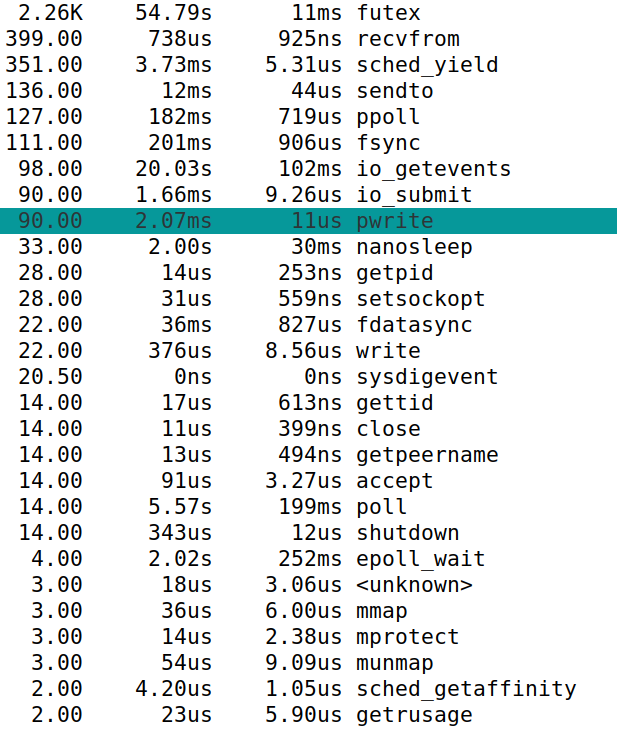 2.26K 54.79s 11ms futex
399.00 738us 925ns recvfrom
351.00 3.73ms 5.31us sched_yield
136.00 12ms 44us sendto
127.00 182ms 719us ppoll
111.00 201ms 906us fsync
98.00 20.03s 102ms io_getevents
90.00 1.66ms 9.26us io_submit
90.00 2.07ms 11us pwrite
33.00 2.00s 30ms nanosleep
28.00 14us 253ns getpid
28.00 31us 559ns setsockopt
22.00 36ms 827us fdatasync
22.00 376us 8.56us write
20.50 0ns 0ns sysdigevent
14.00 17us 613ns gettid
14.00 11us 399ns close
14.00 13us 494ns getpeername
14.00 91us 3.27us accept
14.00 5.57s 199ms poll
14.00 343us 12us shutdown
4.00 2.02s 252ms epoll_wait
3.00 18us 3.06us <unknown>
3.00 36us 6.00us mmap
3.00 14us 2.38us mprotect
3.00 54us 9.09us munmap
2.00 4.20us 1.05us sched_getaffinity
2.00 23us 5.90us getrusage